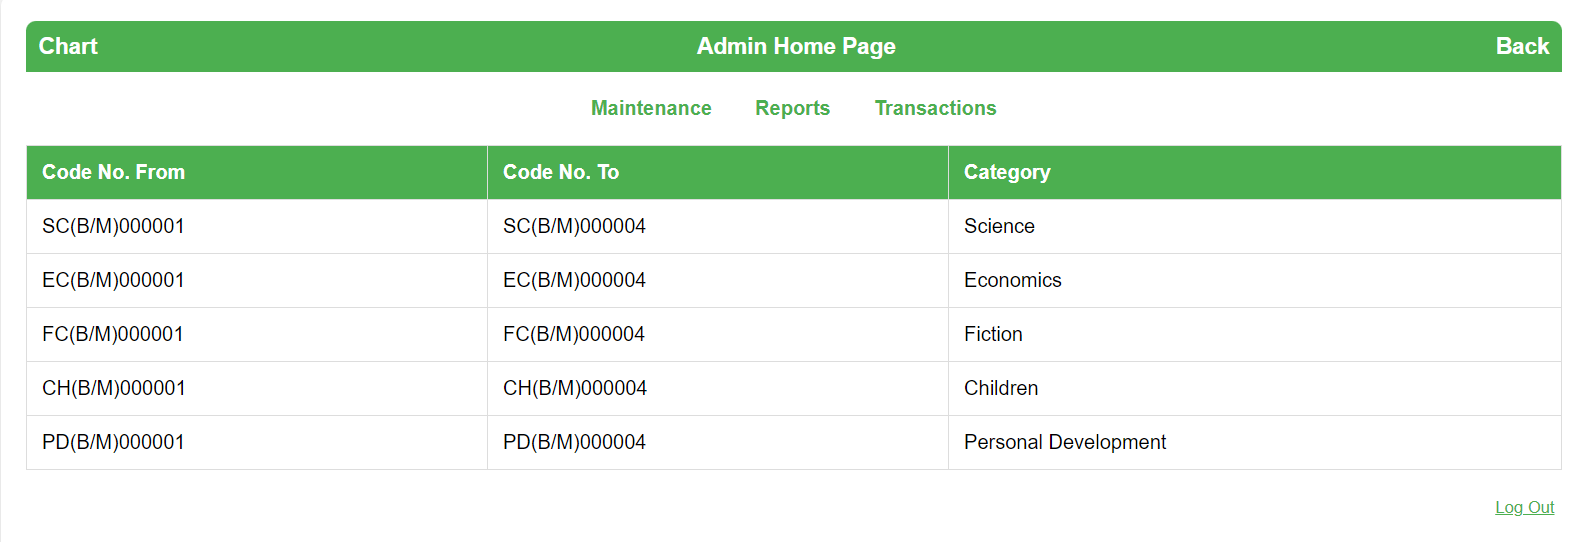 Chart Admin Home Page Back
Maintenance Reports Transactions
Code No. From Code No. To Category
SC(B/M)000001 SC(B/M)000004 Science
EC(B/M)000001 EC(B/M)000004 Economics
FC(B/M)000001 FC(B/M)000004 Fiction
CH(B/M)000001 CH(B/M)000004 Children
PD(B/M)000001 PD(B/M)000004 Personal Development
Log Out